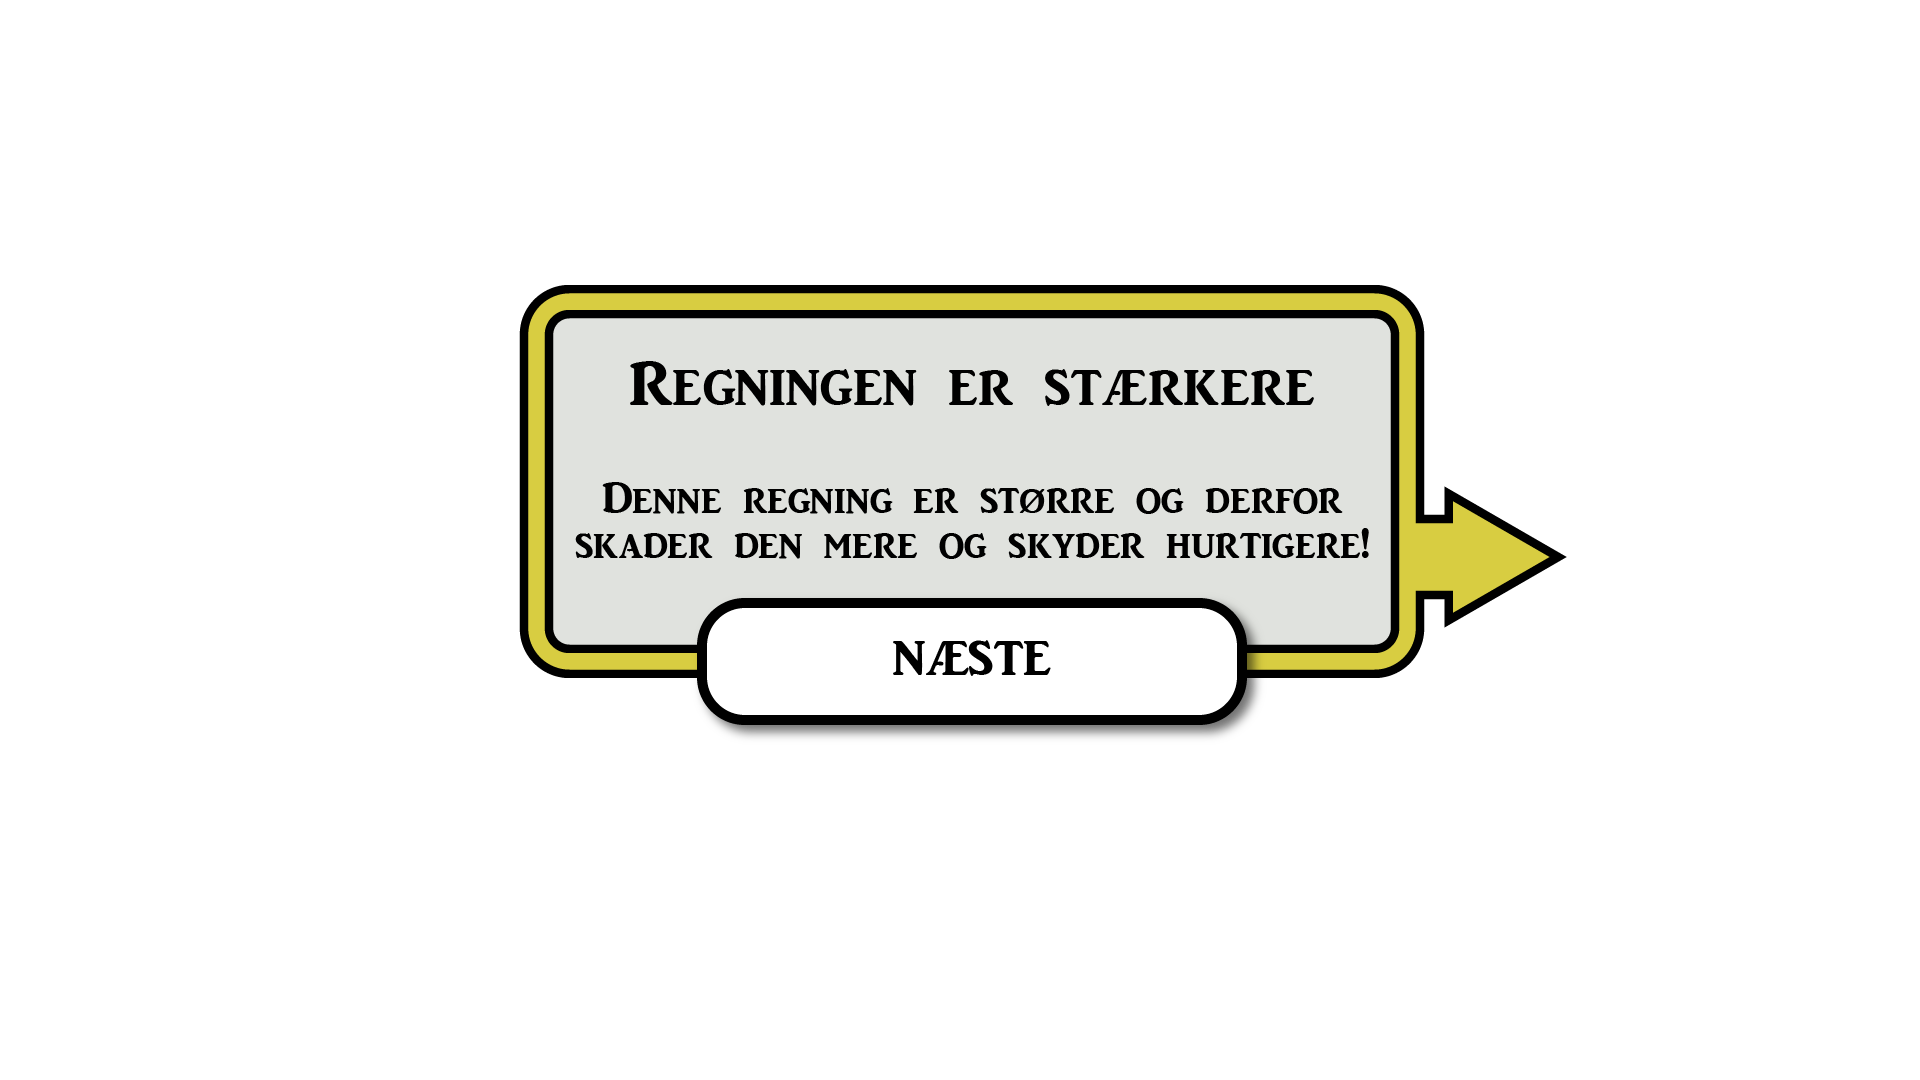 Regningen er stærkere
Denne regning er større og derfor
skader den mere og skyder hurtigere!
NÆSTE